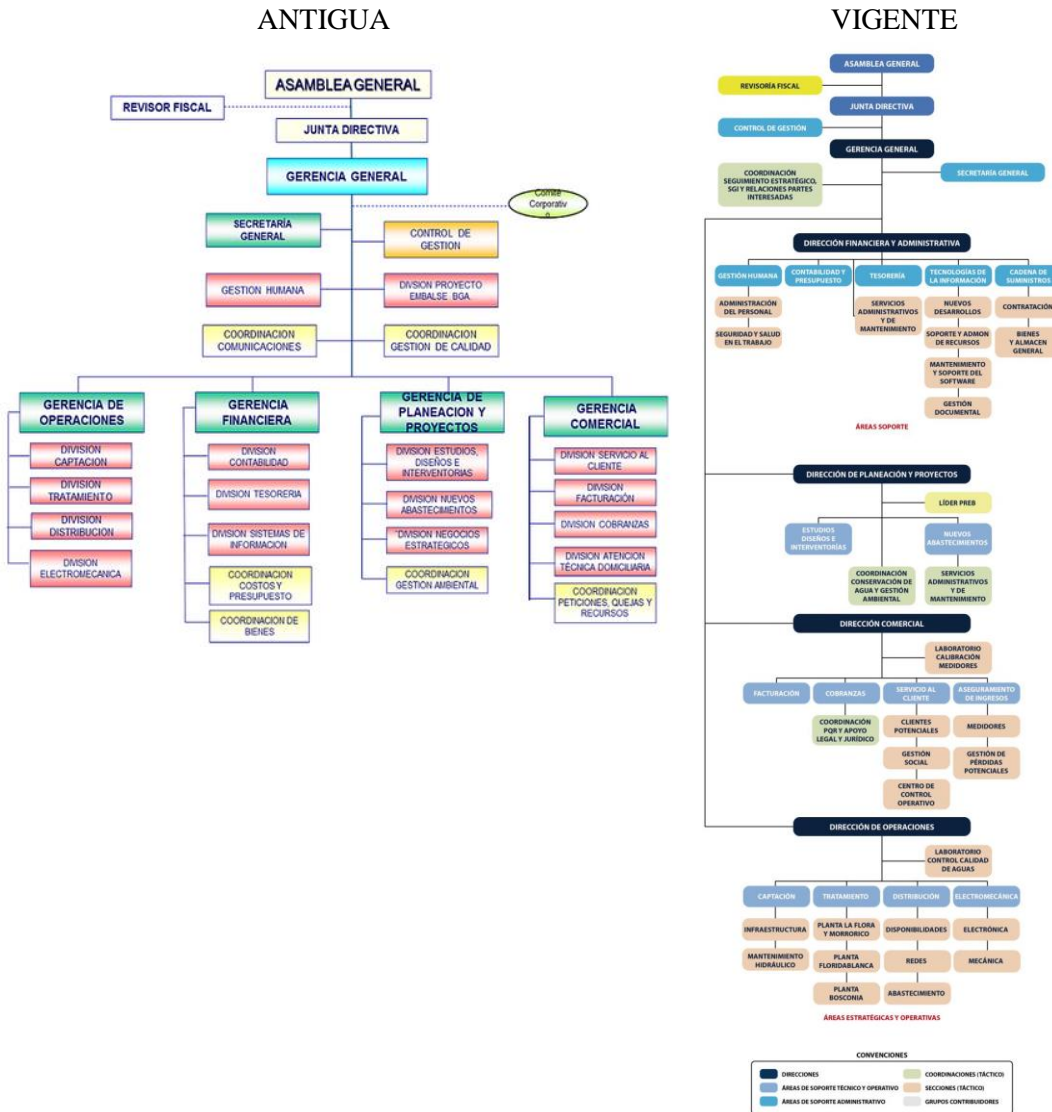 ANTIGUA
ASAMBLEA GENERAL
REVISOR FISCAL
JUNTA DIRECTIVA
GERENCIA GENERAL
Comité
Corporativ
o
SECRETARÍA
GENERAL
CONTROL DE
GESTION
GESTION HUMANA
DIVSION PROYECTO
EMBALSE BGA.
COORDINACION
COMUNICACIONES
COORDINACION
GESTION DE CALIDAD
GERENCIA DE
OPERACIONES
DIVISION
CAPTACION
DIVISION
TRATAMIENTO
DIVISION
DISTRIBUCIÓN
DIVISION
ELECTROMECANICA
GERENCIA
FINANCIERA
DIVISION
CONTABILIDAD
DIVISION TESORERIA
DIVISION SISTEMAS DE
INFORMACION
COORDINACION
COSTOS Y
PRESUPUESTO
COORDINACION DE
BIENES
GERENCIA DE
PLANEACION Y
PROYECTOS
DIVISION ESTUDIOS,
DISEÑOS E
INTERVENTORIAS
DIVISION NUEVOS
ABASTECIMIENTOS
DIVISION NEGOCIOS
ESTRATEGICOS
COORDINACION
GESTION AMBIENTAL
GERENCIA
COMERCIAL
DIVISION SERVICIO AL
CLIENTE
DIVISION
FACTURACIÓN
DIVISION COBRANZAS
DIVISION ATENCION
TÉCNICA DOMICILIARIA
COORDINACION
PETICIONES, QUEJAS Y
RECURSOS
VIGENTE
ASAMBLEA GENERAL
REVISORÍA FISCAL
JUNTA DIRECTIVA
CONTROL DE GESTIÓN
GERENCIA GENERAL
COORDINACIÓN
SEGUIMIENTO ESTRATÉGICO,
SGI Y RELACIONES PARTES
INTERESADAS
SECRETARÍA GENERAL
DIRECCIÓN FINANCIERA Y ADMINISTRATIVA
GESTIÓN HUMANA
ADMINISTRACIÓN
DEL PERSONAL
SEGURIDAD Y SALUD
EN EL TRABAJO
CONTABILIDAD Y
PRESUPUESTO
TESORERÍA
SERVICIOS
ADMINISTRATIVOS
Y DE
MANTENIMIENTO
TECNOLOGÍAS DE
LA INFORMACIÓN
NUEVOS
DESARROLLOS
SOPORTE Y ADMON
DE RECURSOS
MANTENIMIENTO
Y SOPORTE DEL
SOFTWARE
GESTIÓN
DOCUMENTAL
CADENA DE
SUMINISTROS
CONTRATACIÓN
BIENES
Y ALMACEN
GENERAL
ÁREAS SOPORTE
DIRECCIÓN DE PLANEACIÓN Y PROYECTOS
LÍDER PREB
ESTUDIOS
DISEÑOS E
INTERVENTORÍAS
NUEVOS
ABASTECIMIENTOS
COORDINACIÓN
CONSERVACIÓN DE
AGUA Y GESTIÓN
AMBIENTAL
SERVICIOS
ADMINISTRATIVOS
Y DE
MANTENIMIENTO
DIRECCIÓN COMERCIAL
LABORATORIO
CALIBRACIÓN
MEDIDORES
FACTURACIÓN
COBRANZAS
COORDINACIÓN
PQR Y APOYO
LEGAL Y JURÍDICO
SERVICIO AL
CLIENTE
CLIENTES
POTENCIALES
GESTIÓN
SOCIAL
CENTRO DE
CONTROL
OPERATIVO
ASEGURAMIENTO
DE INGRESOS
MEDIDORES
GESTIÓN DE
PÉRDIDAS
POTENCIALES
DIRECCIÓN DE OPERACIONES
LABORATORIO
CONTROL CALIDAD
DE AGUAS
CAPTACIÓN
INFRAESTRUCTURA
MANTENIMIENTO
HIDRÁULICO
TRATAMIENTO
PLANTA LA FLORA
Y MORRORICO
PLANTA
FLORIDABLANCA
PLANTA
BOSCONIA
DISTRIBUCIÓN
DISPONIBILIDADES
REDES
ABASTECIMIENTO
ELECTROMECÁNICA
ELECTRÓNICA
MECÁNICA
ÁREAS ESTRATÉGICAS Y OPERATIVAS
CONVENCIONES
DIRECCIONES
ÁREAS DE SOPORTE TÉCNICO Y OPERATIVO
ÁREAS DE SOPORTE ADMINISTRATIVO
COORDINACIONES (TÁCTICO)
SECCIONES (TÁCTICO)
GRUPOS CONTRIBUIDORES